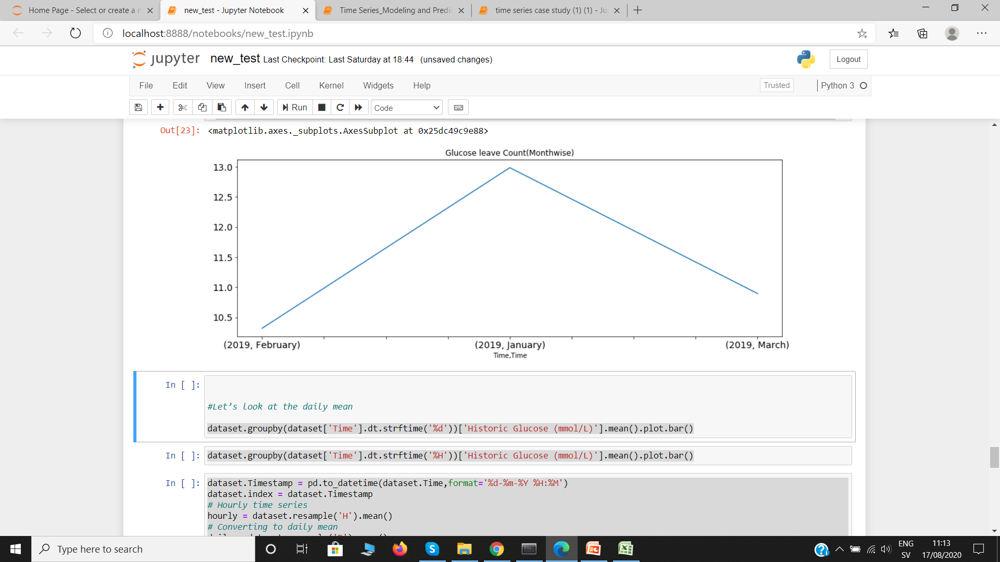 Home Page - Select or create a n
new_test - Jupyter Notebook
Time Series_Modeling and Predic
time series case study (1) (1) - Ju
localhost:8888/notebooks/new_test.ipynb
jupyter new_test Last Checkpoint: Last Saturday at 18:44 (unsaved changes)
Logout
File Edit View Insert Cell Kernel Widgets Help
Trusted Python 3
Run Code
Out[23]: <matplotlib.axes._subplots.AxesSubplot at 0x25dc49c9e88>
Glucose leave Count(Monthwise)
13.0
12.5
12.0
11.5
11.0
10.5
(2019, February) (2019, January) (2019, March)
Time,Time
In [ ]:
#Let’s look at the daily mean
dataset.groupby(dataset['Time'].dt.strftime('%d'))['Historic Glucose (mmol/L)'].mean().plot.bar()
In [ ]: dataset.groupby(dataset['Time'].dt.strftime('%H'))['Historic Glucose (mmol/L)'].mean().plot.bar()
In [ ]: dataset.Timestamp = pd.to_datetime(dataset.Time,format='%d-%m-%Y %H:%M')
dataset.index = dataset.Timestamp
# Hourly time series
hourly = dataset.resample('H').mean()
# Converting to daily mean
Type here to search
ENG
SV
11:13
17/08/2020